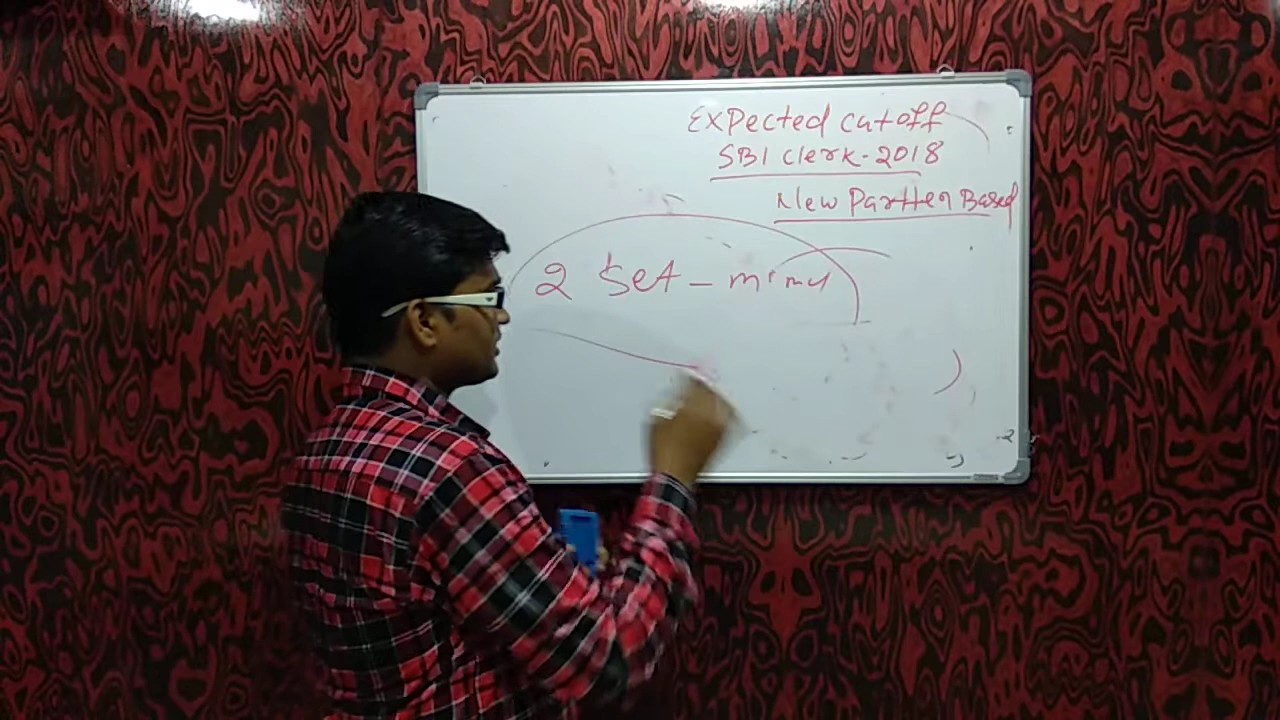 Expected cutoff
SBI Clerk-2018
New Partten Based
2 Set -